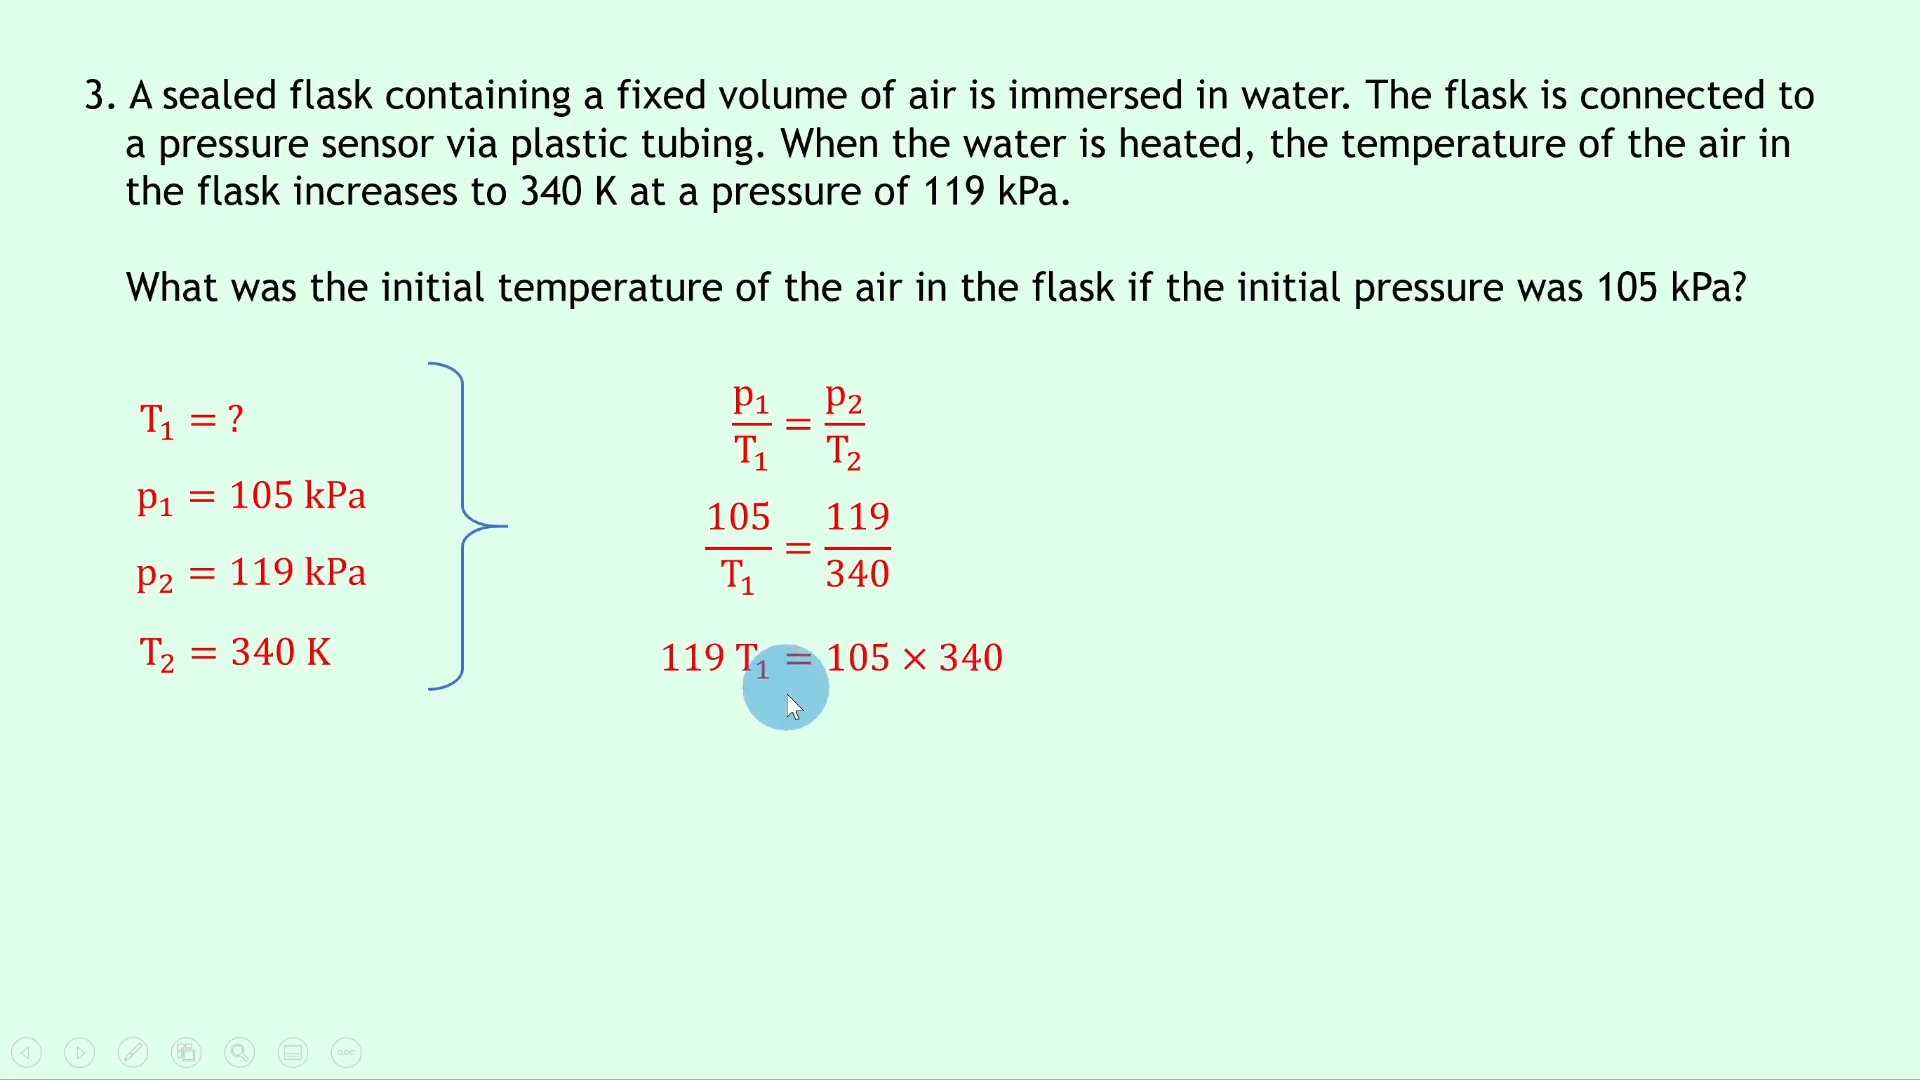 3. A sealed flask containing a fixed volume of air is immersed in water. The flask is connected to
a pressure sensor via plastic tubing. When the water is heated, the temperature of the air in
the flask increases to 340 K at a pressure of 119 kPa.
What was the initial temperature of the air in the flask if the initial pressure was 105 kPa?
T₁ = ?
p₁ = 105 kPa
p₂ = 119 kPa
T₂ = 340 K
p₁/T₁ = p₂/T₂
105/T₁ = 119/340
119 T₁ = 105 × 340